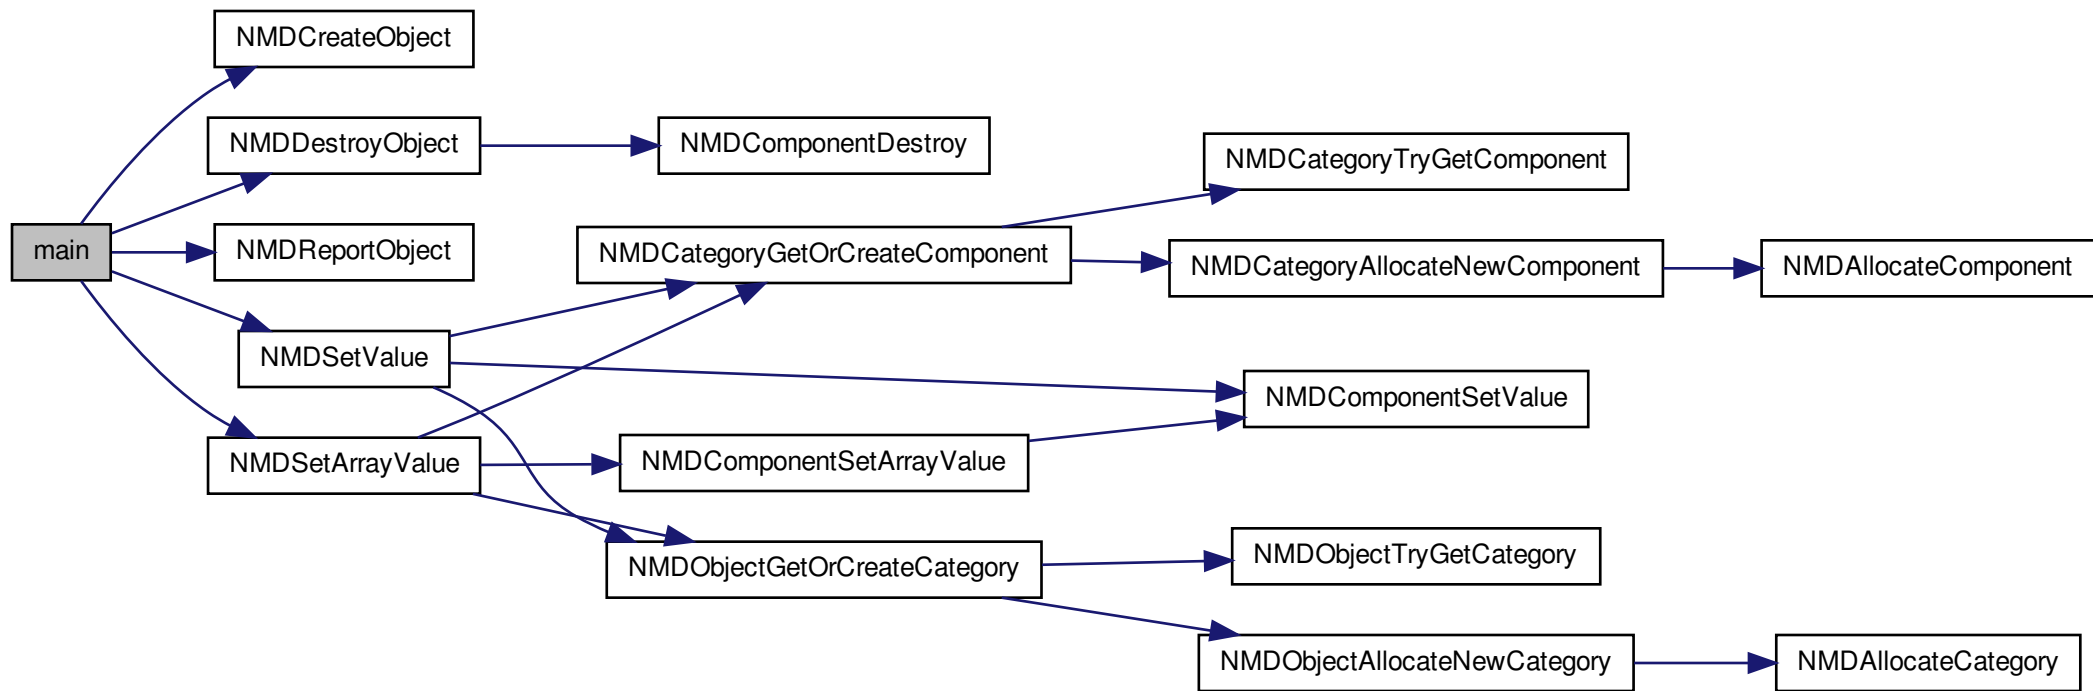 NMDCreateObject
NMDDestroyObject
NMDComponentDestroy
NMDCategoryTryGetComponent
main
NMDReportObject
NMDCategoryGetOrCreateComponent
NMDCategoryAllocateNewComponent
NMDAllocateComponent
NMDSetValue
NMDComponentSetValue
NMDSetArrayValue
NMDComponentSetArrayValue
NMDObjectGetOrCreateCategory
NMDObjectTryGetCategory
NMDObjectAllocateNewCategory
NMDAllocateCategory